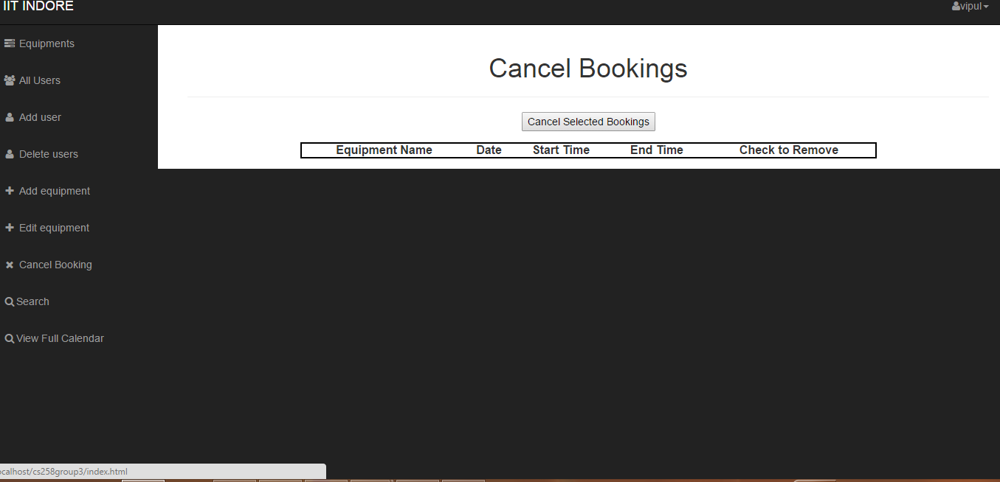 IIT INDORE
vipul
Equipments
All Users
Add user
Delete users
Add equipment
Edit equipment
Cancel Booking
Search
View Full Calendar
Cancel Bookings
Cancel Selected Bookings
Equipment Name Date Start Time End Time Check to Remove
ocalhost/cs258group3/index.html